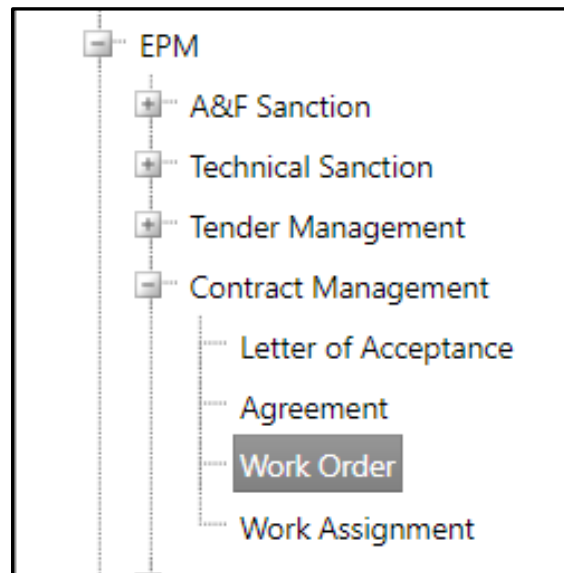 EPM
A&F Sanction
Technical Sanction
Tender Management
Contract Management
Letter of Acceptance
Agreement
Work Order
Work Assignment